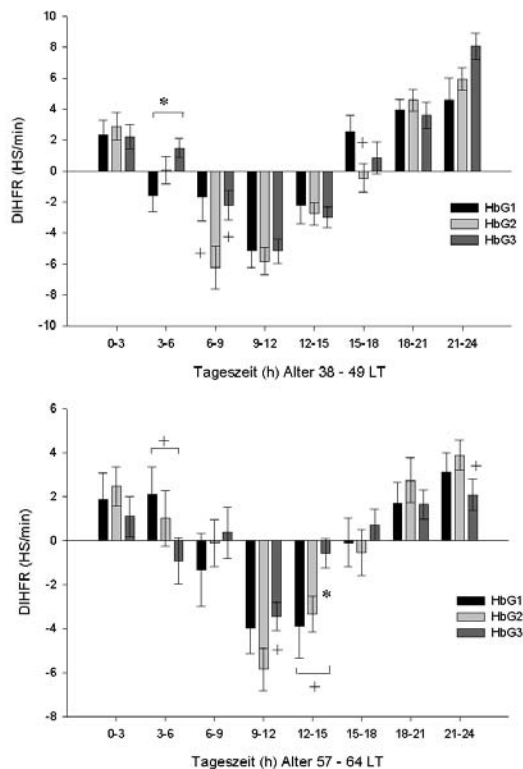 10
8
6
4
2
0
-2
-4
-6
-8
-10
DIHFR (HS/min)
*
+
+
+
HbG1
HbG2
HbG3
0-3 3-6 6-9 9-12 12-15 15-18 18-21 21-24
Tageszeit (h) Alter 38 - 49 LT
6
4
2
0
-2
-4
-6
-8
DIHFR (HS/min)
+
+
+
*
+
HbG1
HbG2
HbG3
0-3 3-6 6-9 9-12 12-15 15-18 18-21 21-24
Tageszeit (h) Alter 57 - 64 LT